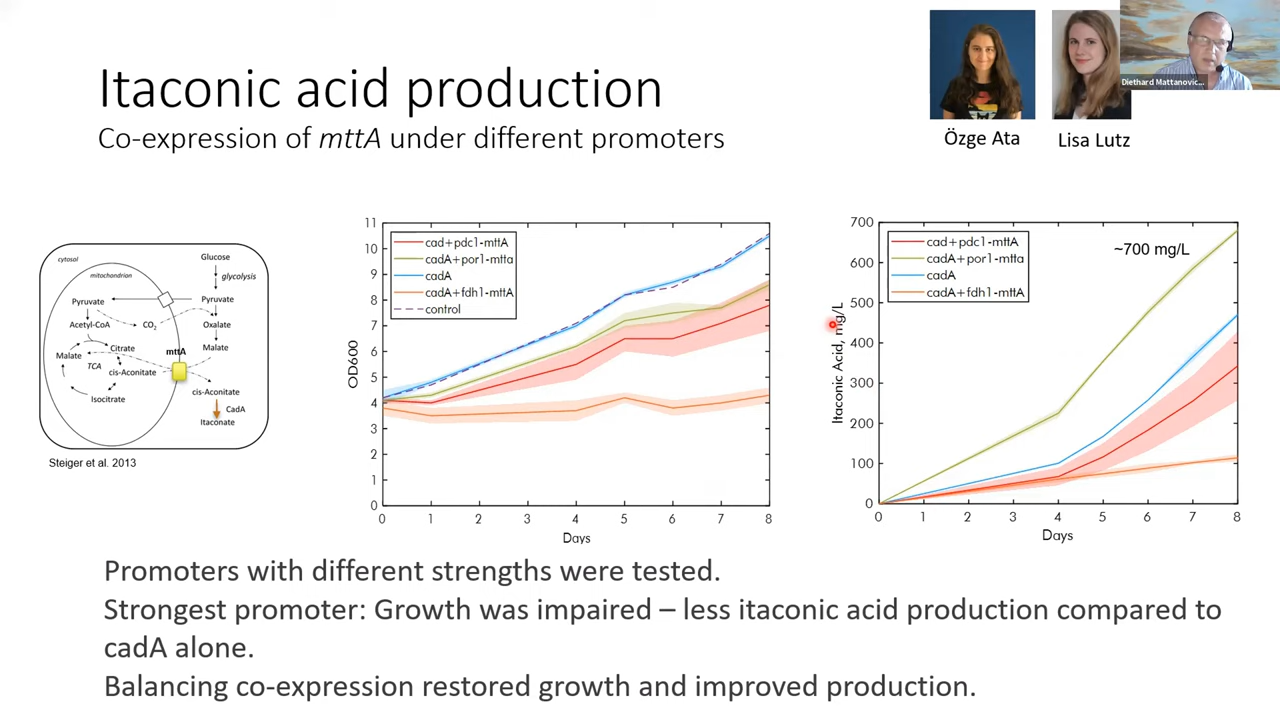 Itaconic acid production
Co-expression of mttA under different promoters
Özge Ata
Lisa Lutz
Diethard Mattanovic...
cytosol
mitochondrion
Glucose
glycolysis
Pyruvate
Pyruvate
Acetyl-CoA
CO2
Oxalate
Citrate
mttA
Malate
Malate
TCA
cis-Aconitate
cis-Aconitate
Isocitrate
CadA
Itaconate
Steiger et al. 2013
OD600
11
10
9
8
7
6
5
4
3
2
1
0
cad+pdc1-mttA
cadA+por1-mtta
cadA
cadA+fdh1-mttA
control
0 1 2 3 4 5 6 7 8
Days
Itaconic Acid, mg/L
700
600
500
400
300
200
100
0
cad+pdc1-mttA
cadA+por1-mtta
cadA
cadA+fdh1-mttA
~700 mg/L
0 1 2 3 4 5 6 7 8
Days
Promoters with different strengths were tested.
Strongest promoter: Growth was impaired – less itaconic acid production compared to
cadA alone.
Balancing co-expression restored growth and improved production.